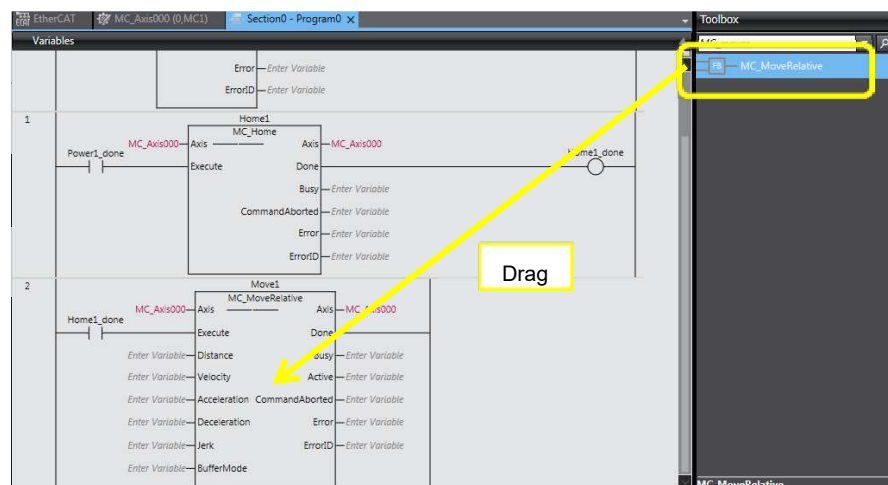 EtherCAT
MC_Axis000 (0,MC1)
Section0 - Program0 x
Toolbox
Variables
FB
MC_MoveRelative
Error
Enter Variable
ErrorID
Enter Variable
1
Home1
MC_Home
MC_Axis000
Axis
Axis
MC_Axis000
Power1_done
Home1_done
Execute
Done
Busy
Enter Variable
CommandAborted
Enter Variable
Error
Enter Variable
ErrorID
Enter Variable
Drag
2
Move1
MC_MoveRelative
MC_Axis000
Axis
Axis
MC_Axis000
Home1_done
Execute
Done
Enter Variable
Distance
Busy
Enter Variable
Enter Variable
Velocity
Active
Enter Variable
Enter Variable
Acceleration
CommandAborted
Enter Variable
Enter Variable
Deceleration
Error
Enter Variable
Enter Variable
Jerk
ErrorID
Enter Variable
Enter Variable
BufferMode
MC_MoveRelative